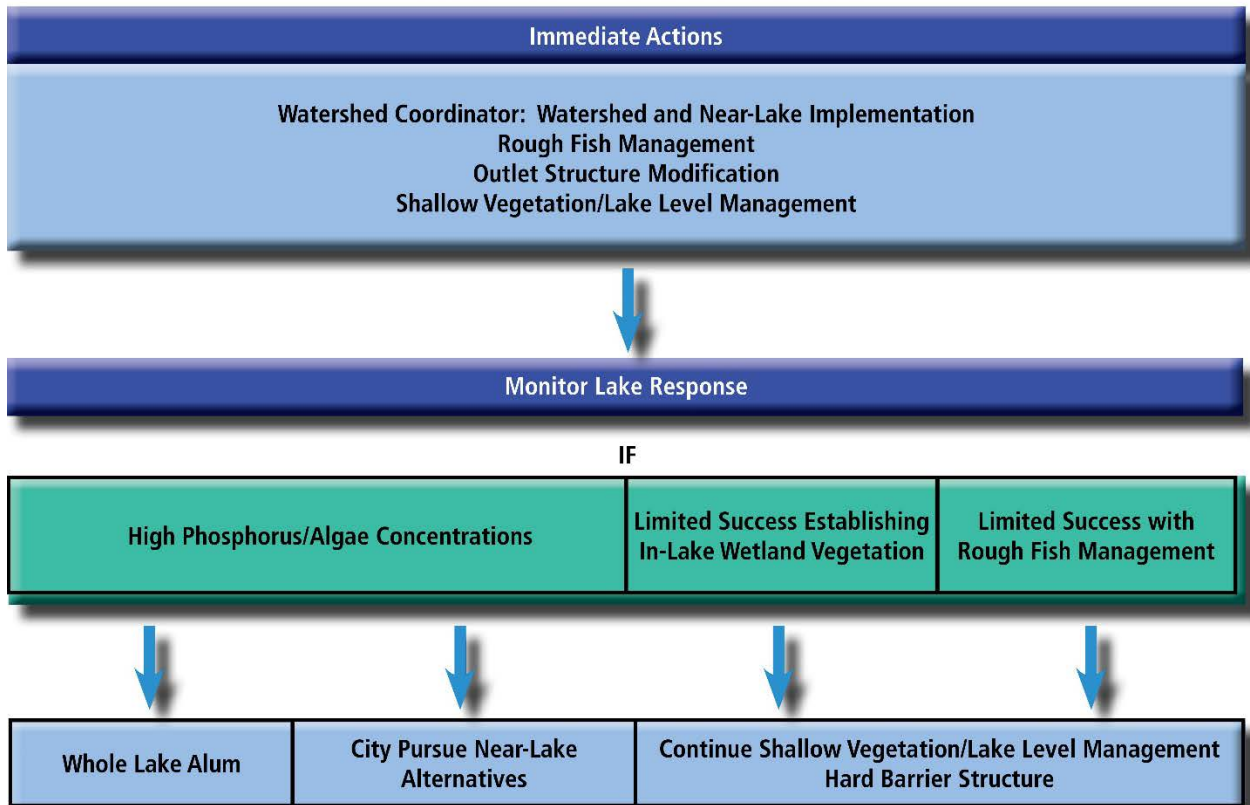 Immediate Actions
Watershed Coordinator: Watershed and Near-Lake Implementation
Rough Fish Management
Outlet Structure Modification
Shallow Vegetation/Lake Level Management
Monitor Lake Response
IF
High Phosphorus/Algae Concentrations
Limited Success Establishing
In-Lake Wetland Vegetation
Limited Success with
Rough Fish Management
Whole Lake Alum
City Pursue Near-Lake
Alternatives
Continue Shallow Vegetation/Lake Level Management
Hard Barrier Structure